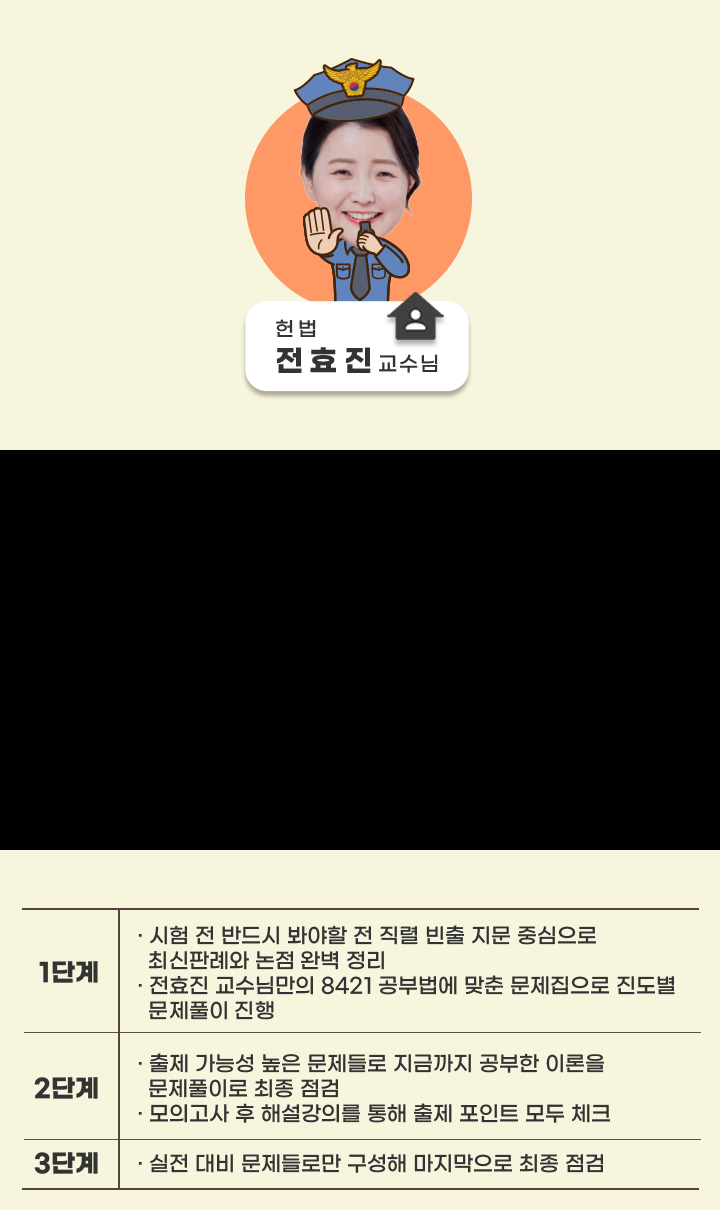 헌법
전효진 교수님
1단계
· 시험 전 반드시 봐야할 전 직렬 빈출 지문 중심으로
최신판례와 논점 완벽 정리
· 전효진 교수님만의 8421 공부법에 맞춘 문제집으로 진도별
문제풀이 진행
2단계
· 출제 가능성 높은 문제들로 지금까지 공부한 이론을
문제풀이로 최종 점검
· 모의고사 후 해설강의를 통해 출제 포인트 모두 체크
3단계
· 실전 대비 문제들로만 구성해 마지막으로 최종 점검